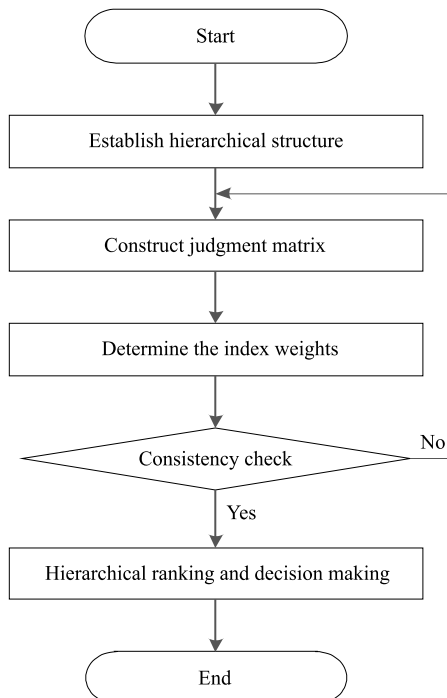 Start
Establish hierarchical structure
Construct judgment matrix
Determine the index weights
Consistency check
No
Yes
Hierarchical ranking and decision making
End